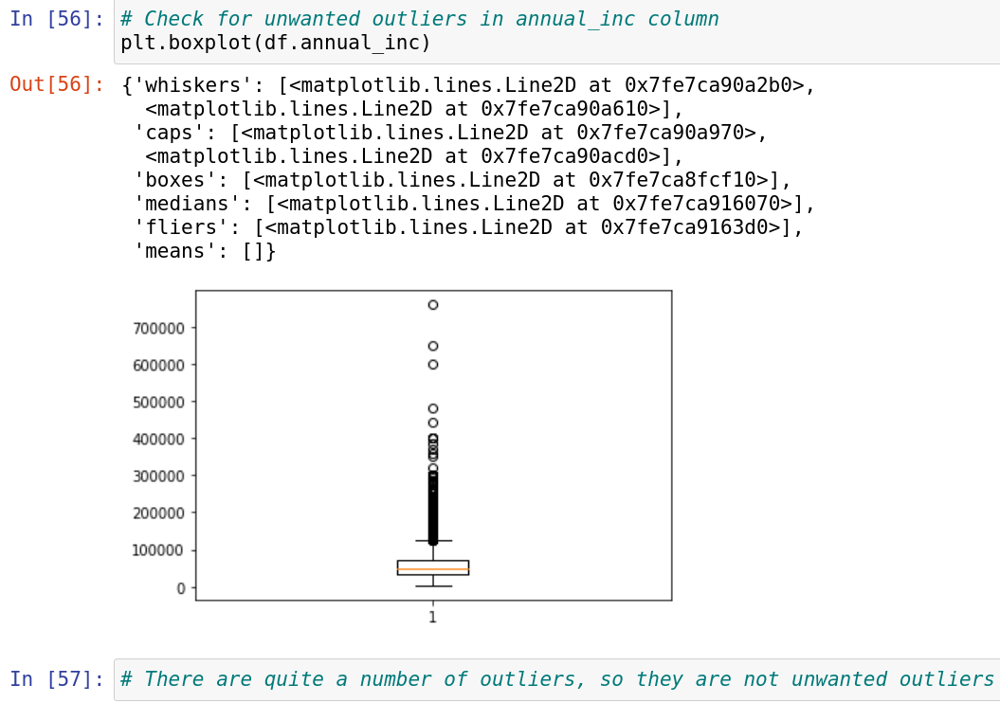 In [56]: # Check for unwanted outliers in annual_inc column
plt.boxplot(df.annual_inc)
Out[56]: {'whiskers': [<matplotlib.lines.Line2D at 0x7fe7ca90a2b0>,
<matplotlib.lines.Line2D at 0x7fe7ca90a610>],
'caps': [<matplotlib.lines.Line2D at 0x7fe7ca90a970>,
<matplotlib.lines.Line2D at 0x7fe7ca90acd0>],
'boxes': [<matplotlib.lines.Line2D at 0x7fe7ca8fcf10>],
'medians': [<matplotlib.lines.Line2D at 0x7fe7ca916070>],
'fliers': [<matplotlib.lines.Line2D at 0x7fe7ca9163d0>],
'means': []}
700000
600000
500000
400000
300000
200000
100000
0
1
In [57]: # There are quite a number of outliers, so they are not unwanted outliers